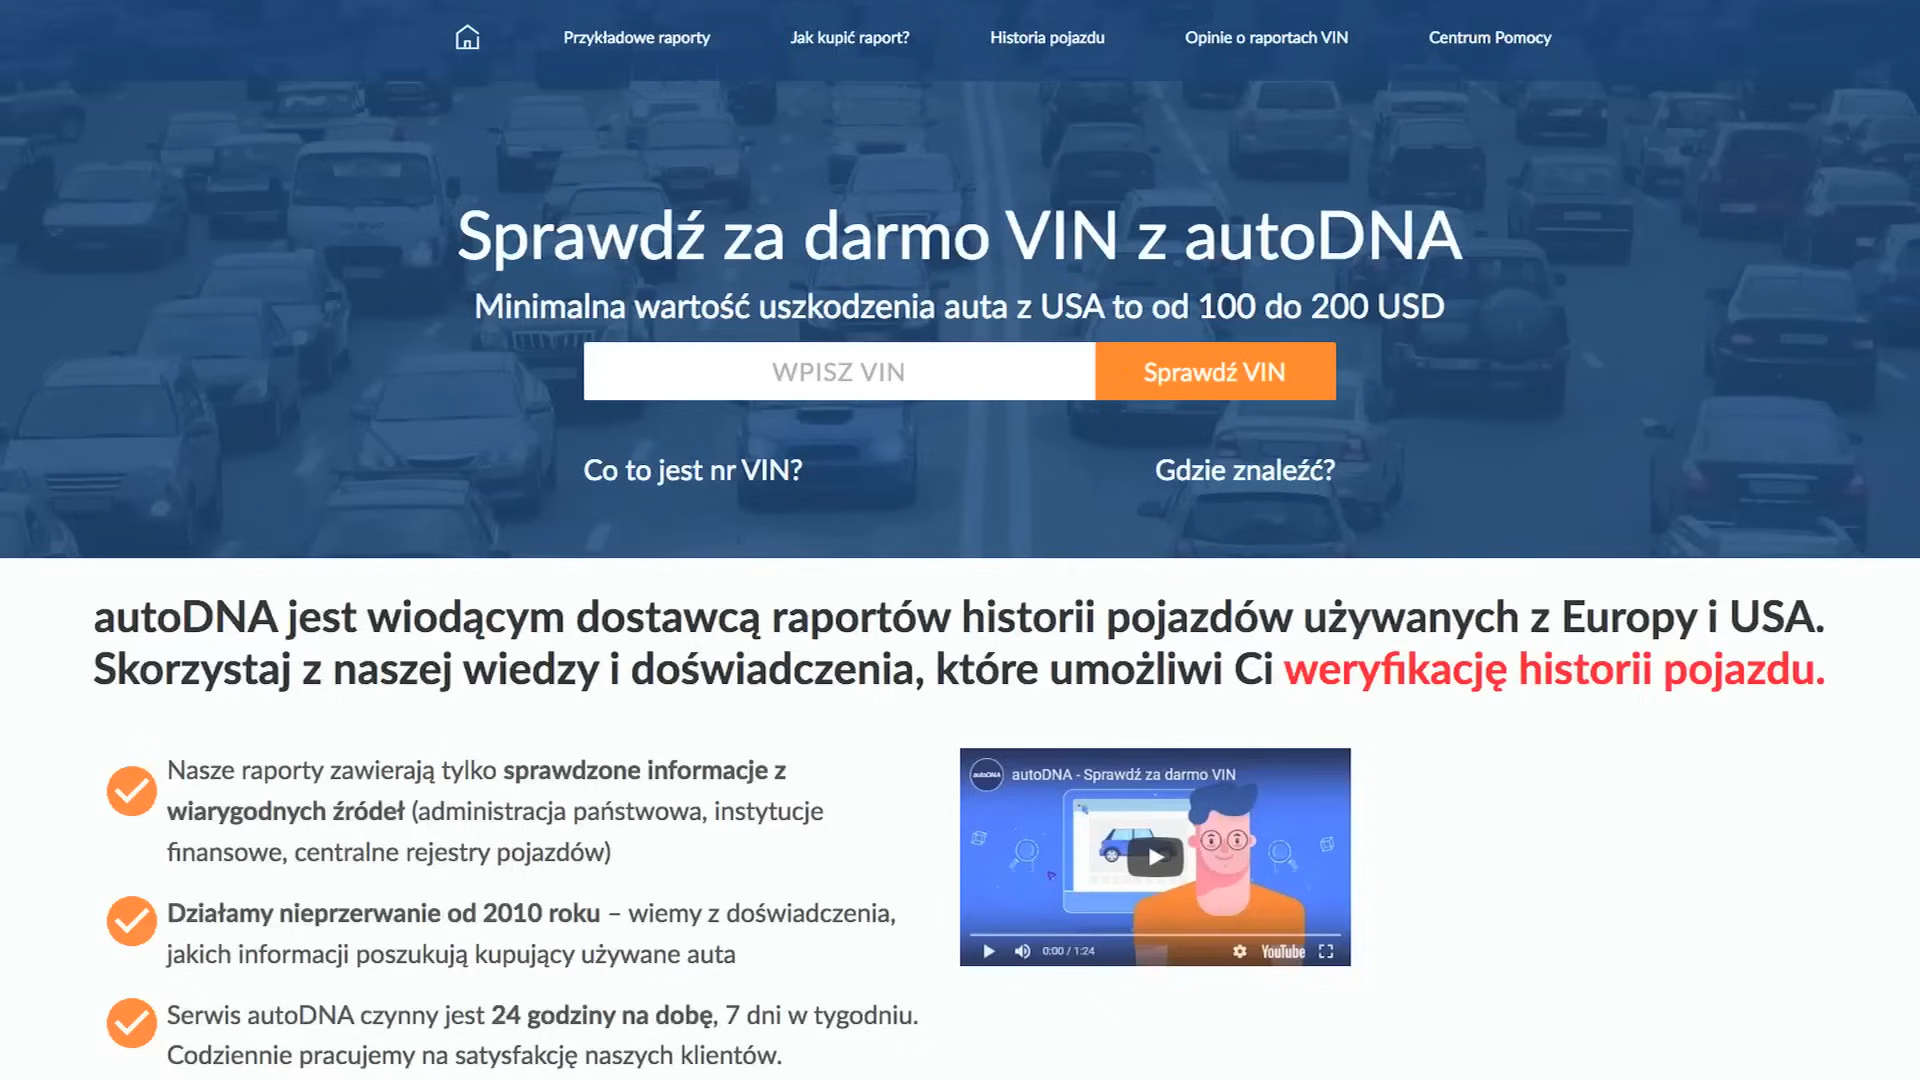 Przykładowe raporty
Jak kupić raport?
Historia pojazdu
Opinie o raportach VIN
Centrum Pomocy
Sprawdź za darmo VIN z autoDNA
Minimalna wartość uszkodzenia auta z USA to od 100 do 200 USD
WPISZ VIN
Sprawdź VIN
Co to jest nr VIN?
Gdzie znaleźć?
autoDNA jest wiodącym dostawcą raportów historii pojazdów używanych z Europy i USA.
Skorzystaj z naszej wiedzy i doświadczenia, które umożliwi Ci weryfikację historii pojazdu.
Nasze raporty zawierają tylko sprawdzone informacje z
wiarygodnych źródeł (administracja państwowa, instytucje
finansowe, centralne rejestry pojazdów)
Działamy nieprzerwanie od 2010 roku – wiemy z doświadczenia,
jakich informacji poszukują kupujący używane auta
Serwis autoDNA czynny jest 24 godziny na dobę, 7 dni w tygodniu.
Codziennie pracujemy na satysfakcję naszych klientów.
autoDNA
autoDNA - Sprawdź za darmo VIN
0:00 / 1:24
YouTube